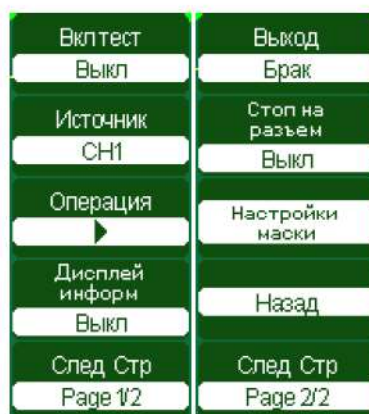 Вкл тест
Выкл
Источник
CH1
Операция
Дисплей
информ
Выкл
След Стр
Page 1/2
Выход
Брак
Стоп на
разъем
Выкл
Настройки
маски
Назад
След Стр
Page 2/2